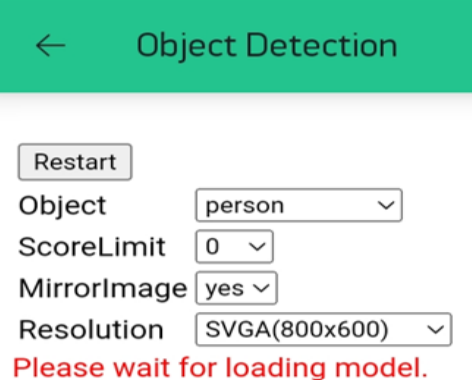 Object Detection
Restart
Object person
ScoreLimit 0
MirrorImage yes
Resolution SVGA(800x600)
Please wait for loading model.